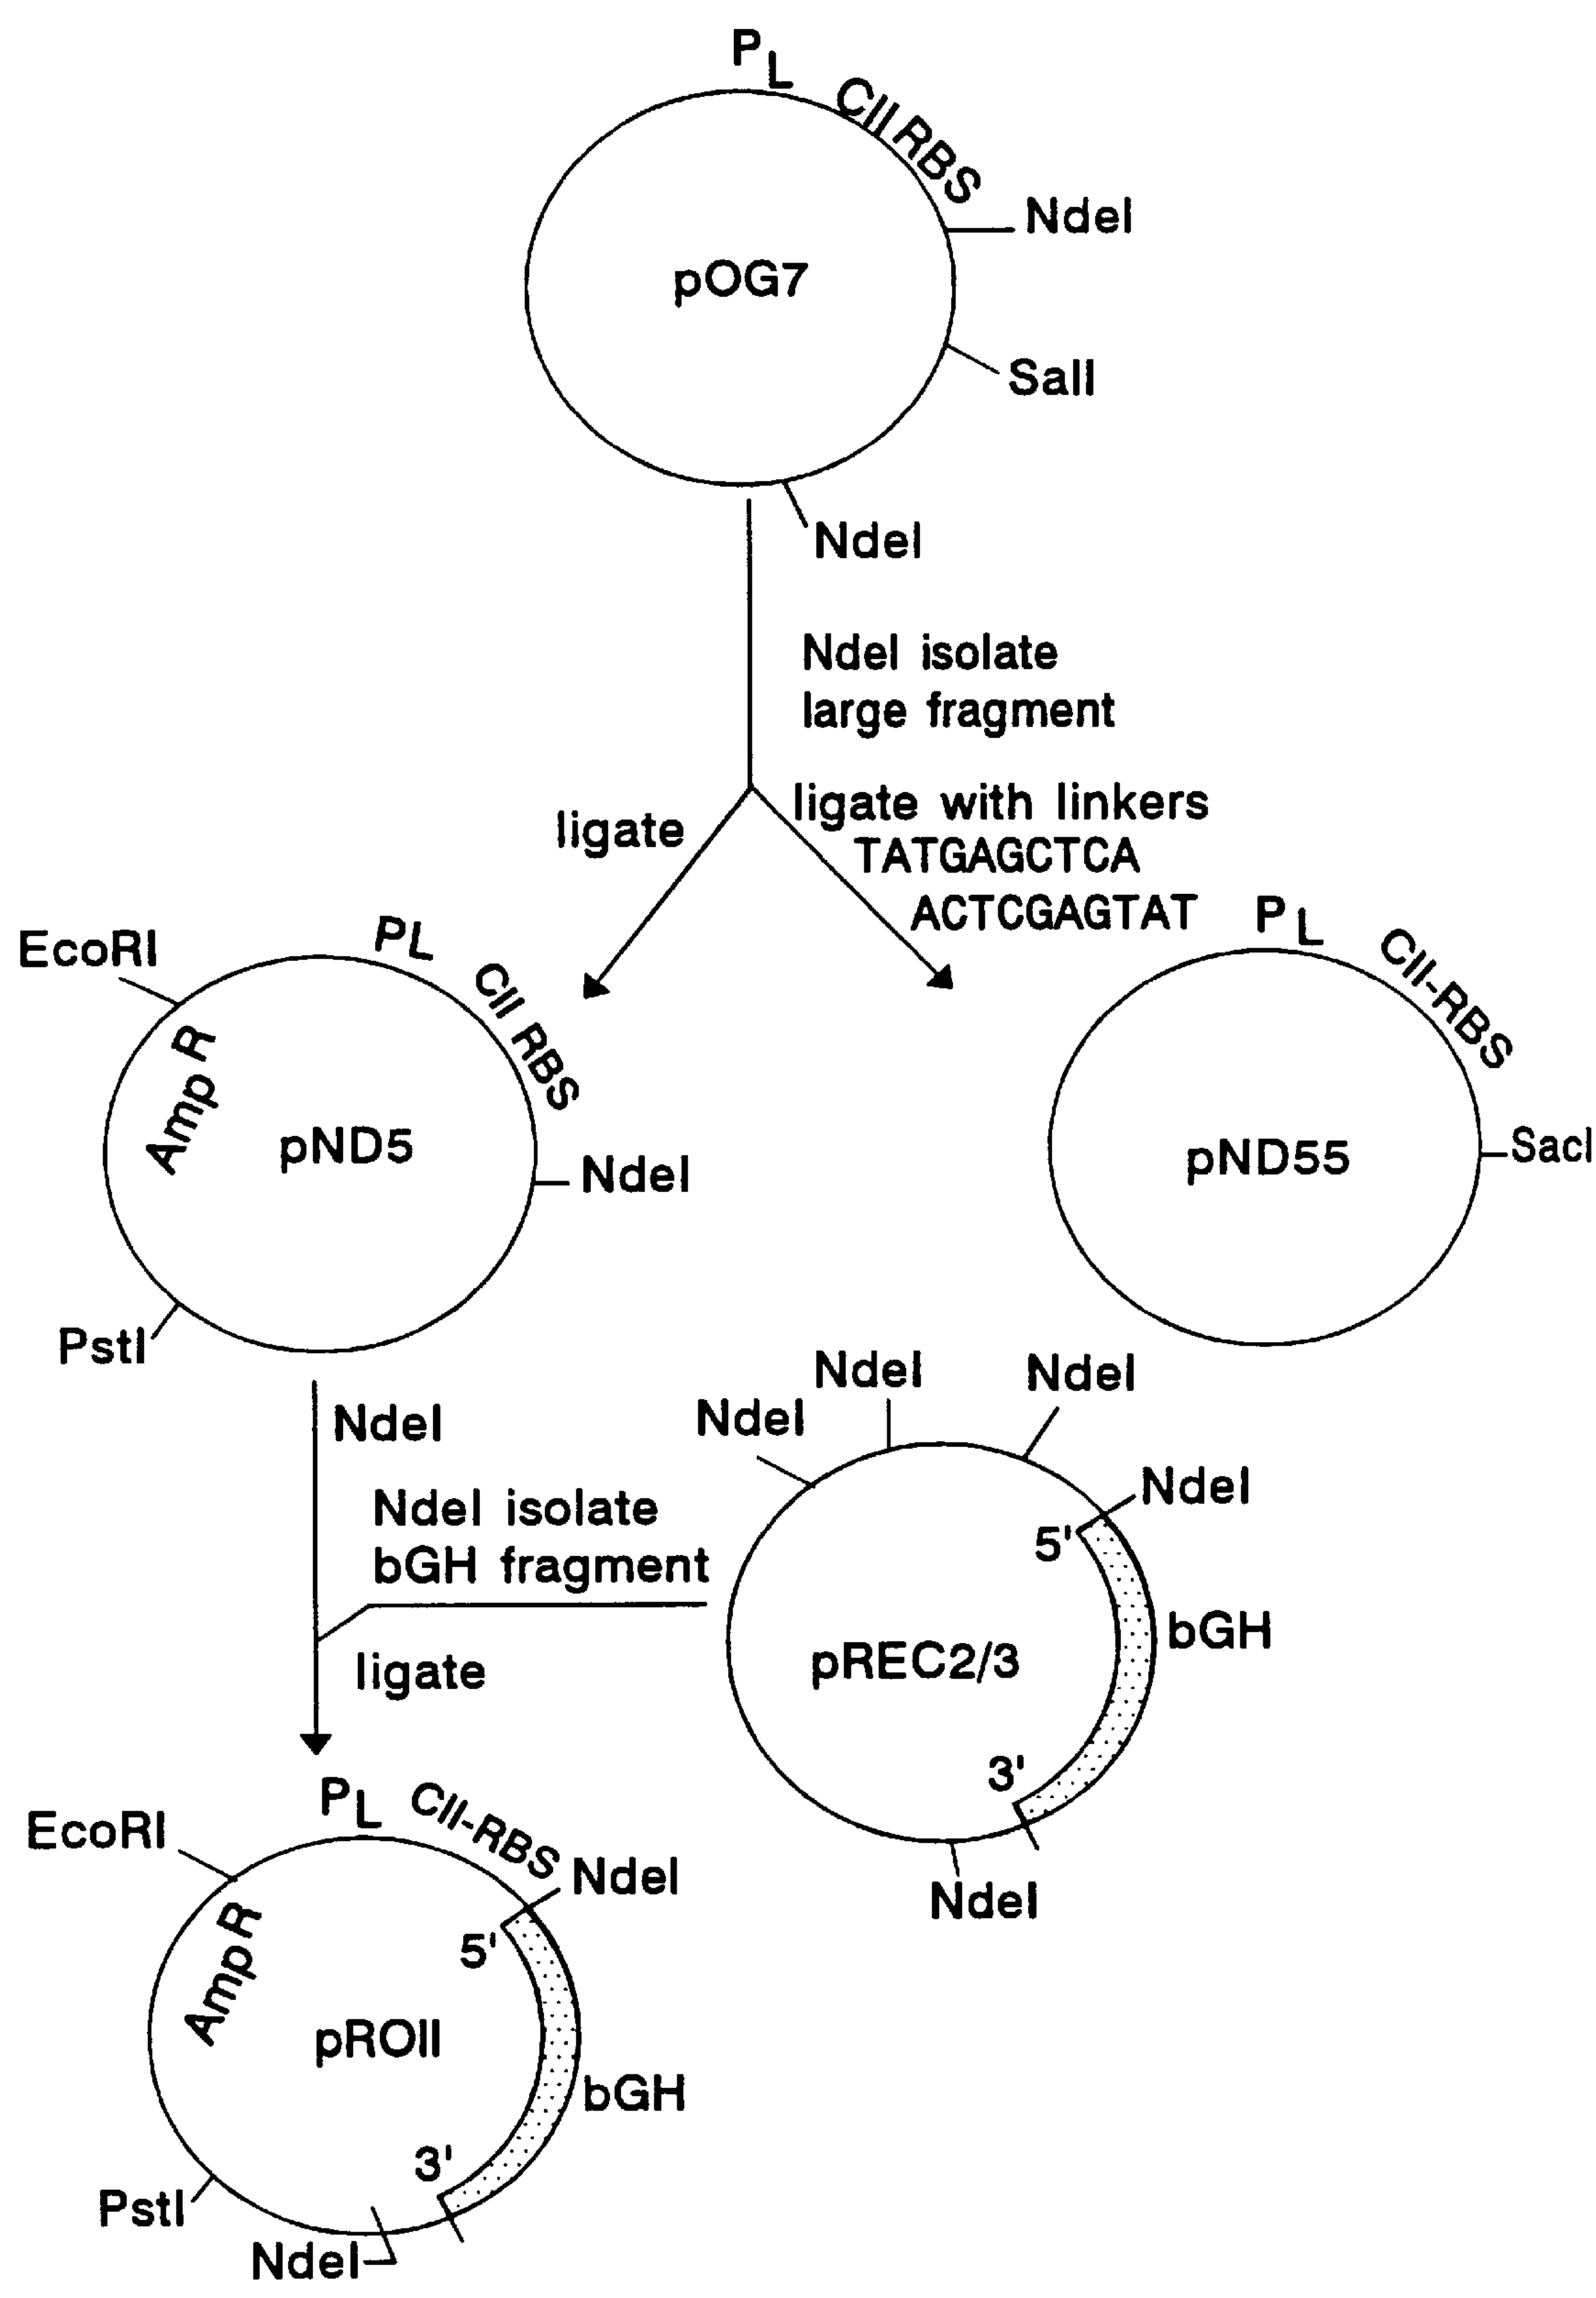 PL
CII RBS
NdeI
pOG7
SalI
NdeI
NdeI isolate
large fragment
ligate
ligate with linkers
TATGAGCTCA
ACTCGAGTAT
EcoRI
PL
CII RBS
AmpR
pND5
NdeI
PstI
PL
CII-RBS
pND55
SacI
NdeI
NdeI isolate
bGH fragment
ligate
NdeI
NdeI
NdeI
NdeI
5'
bGH
pREC2/3
3'
NdeI
EcoRI
PL
CII-RBS
NdeI
AmpR
5'
pROII
bGH
3'
PstI
NdeI